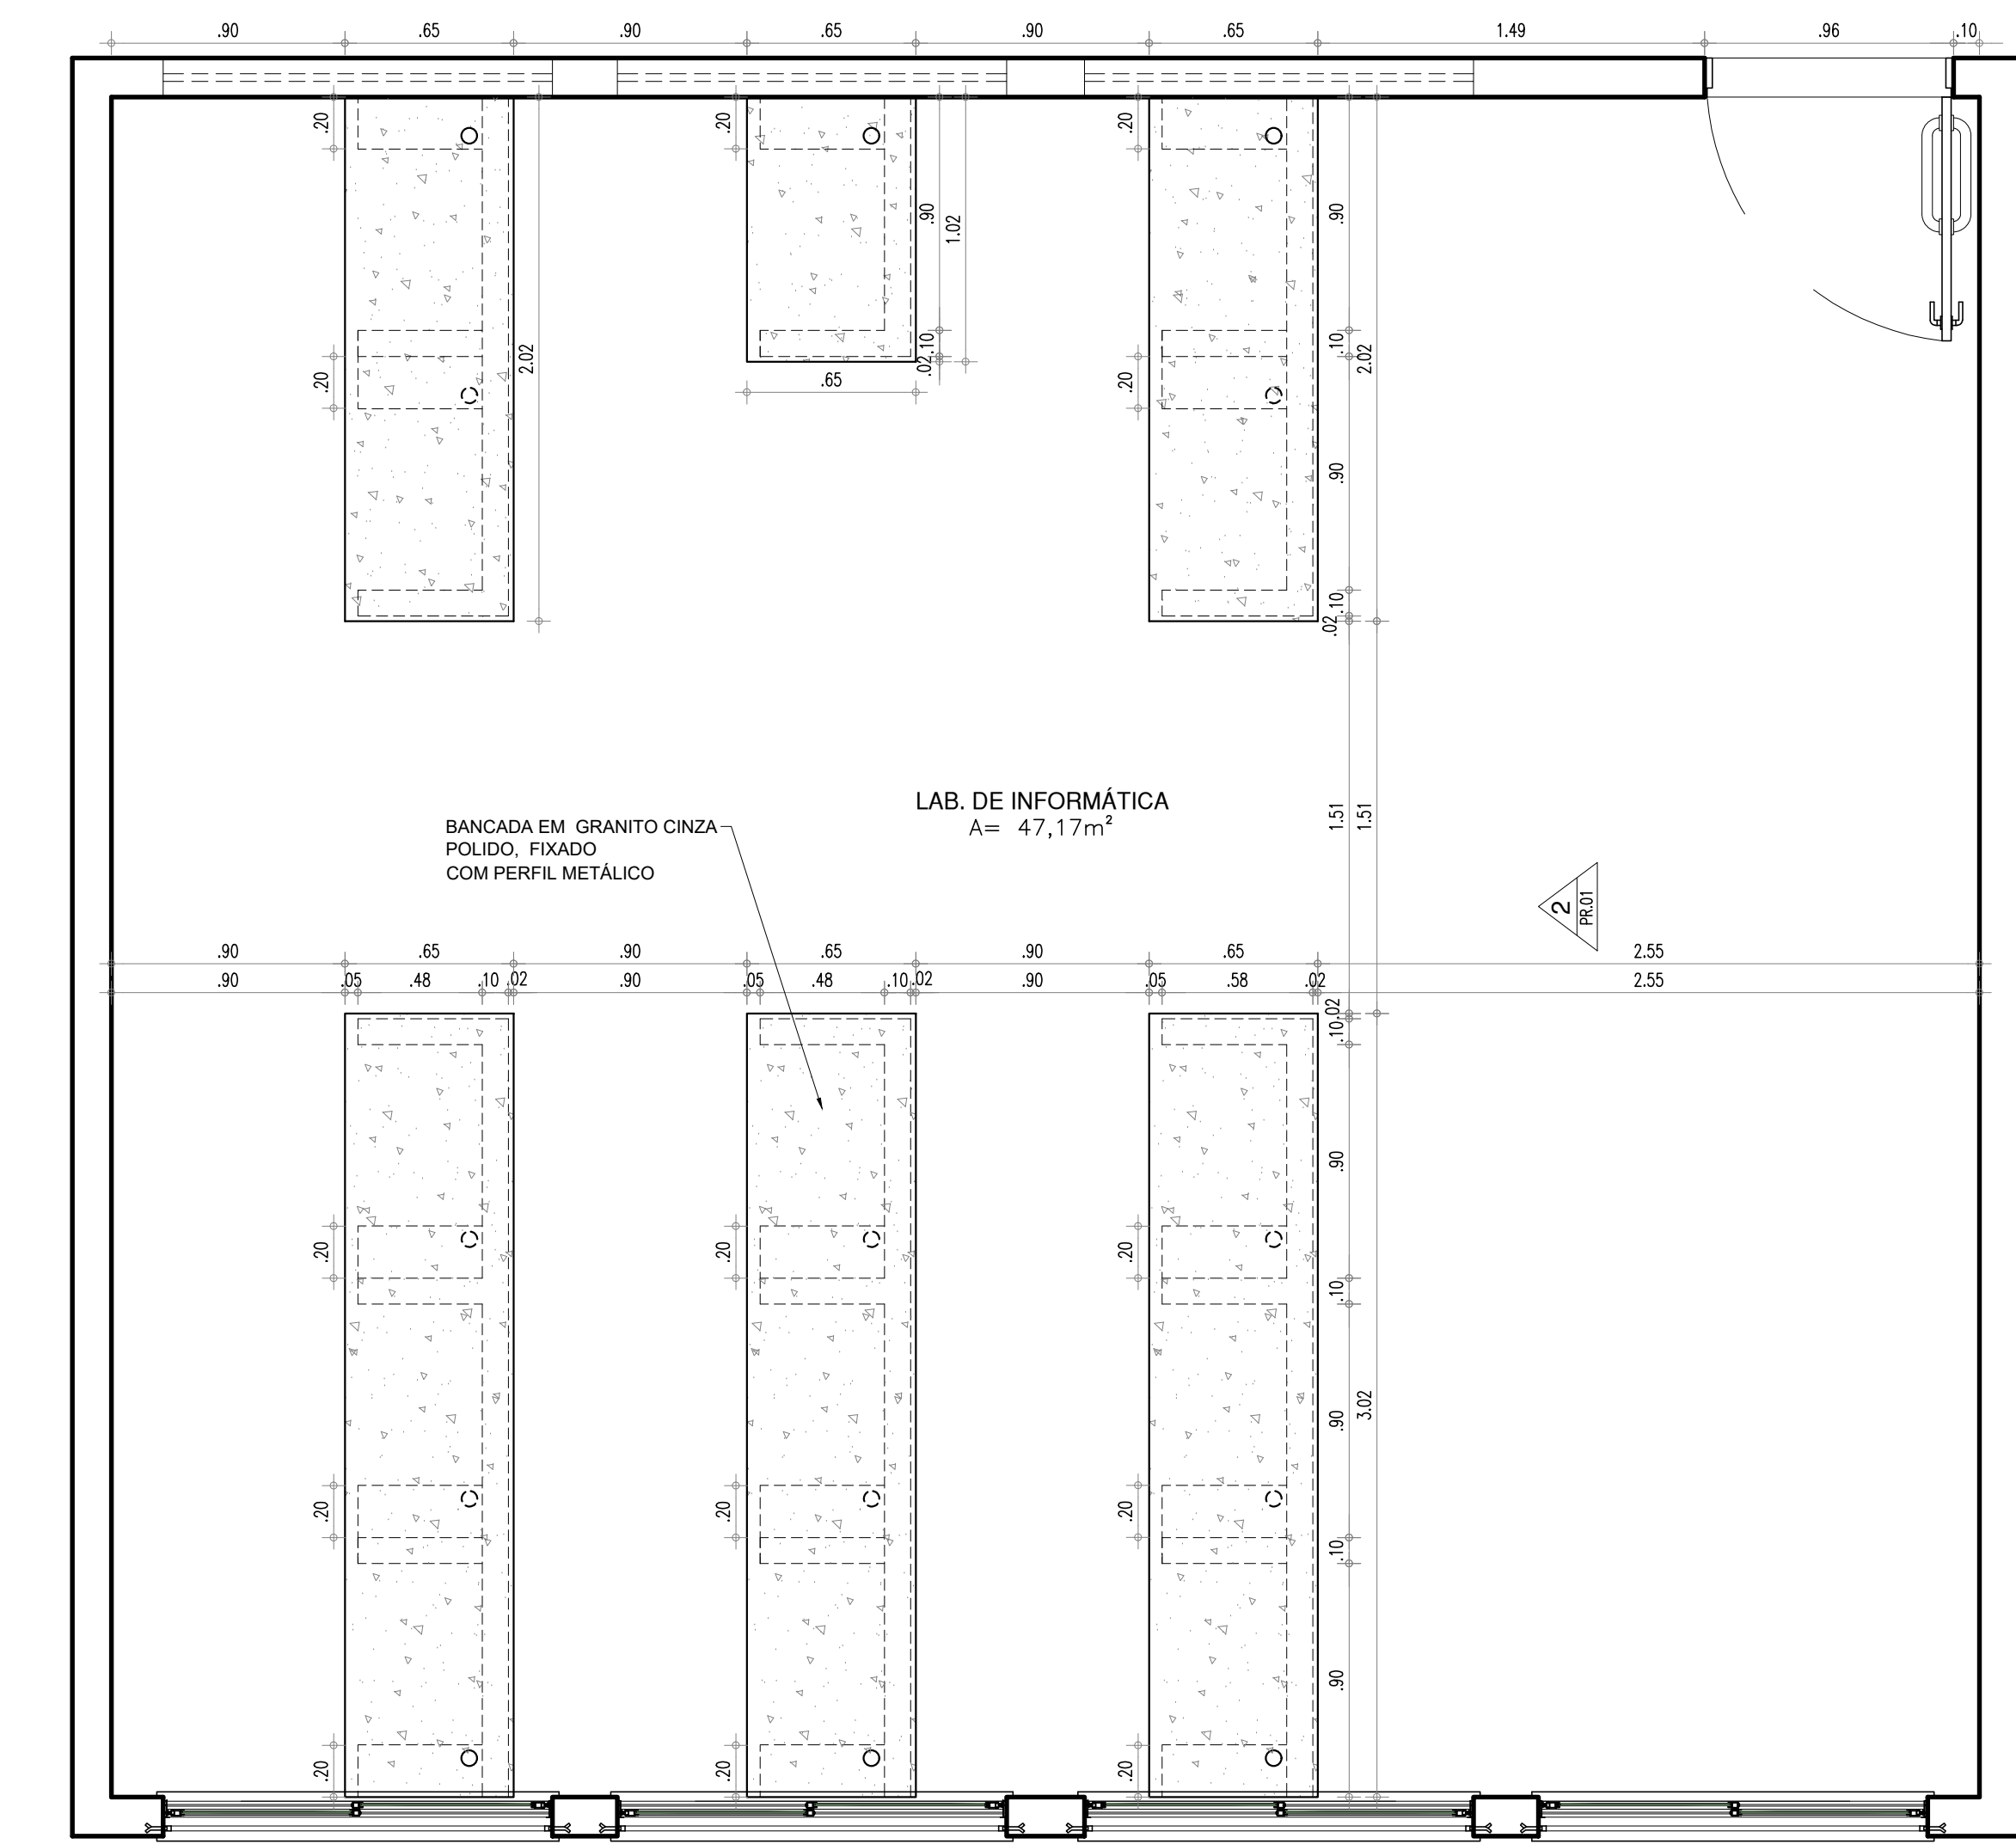 .90 .65 .90 .65 .90 .65 1.49 .96 .10
.20 .20 .20
.90 1.02 .90
.20 2.02 .02 .10 .20 .10 2.02
.65
.90
.02 .10
LAB. DE INFORMÁTICA
A= 47,17m²
BANCADA EM GRANITO CINZA
POLIDO, FIXADO
COM PERFIL METÁLICO
1.51 1.51
2
PR.01
.90 .65 .90 .65 .90 .65 2.55
.90 .05 .48 .10 .02 .90 .05 .48 .10 .02 .90 .05 .58 .02 2.55
.10 .02
.90
.20 .20 .20 .10
.90 3.02
.20 .20 .20 .10
.90
.20 .20 .20